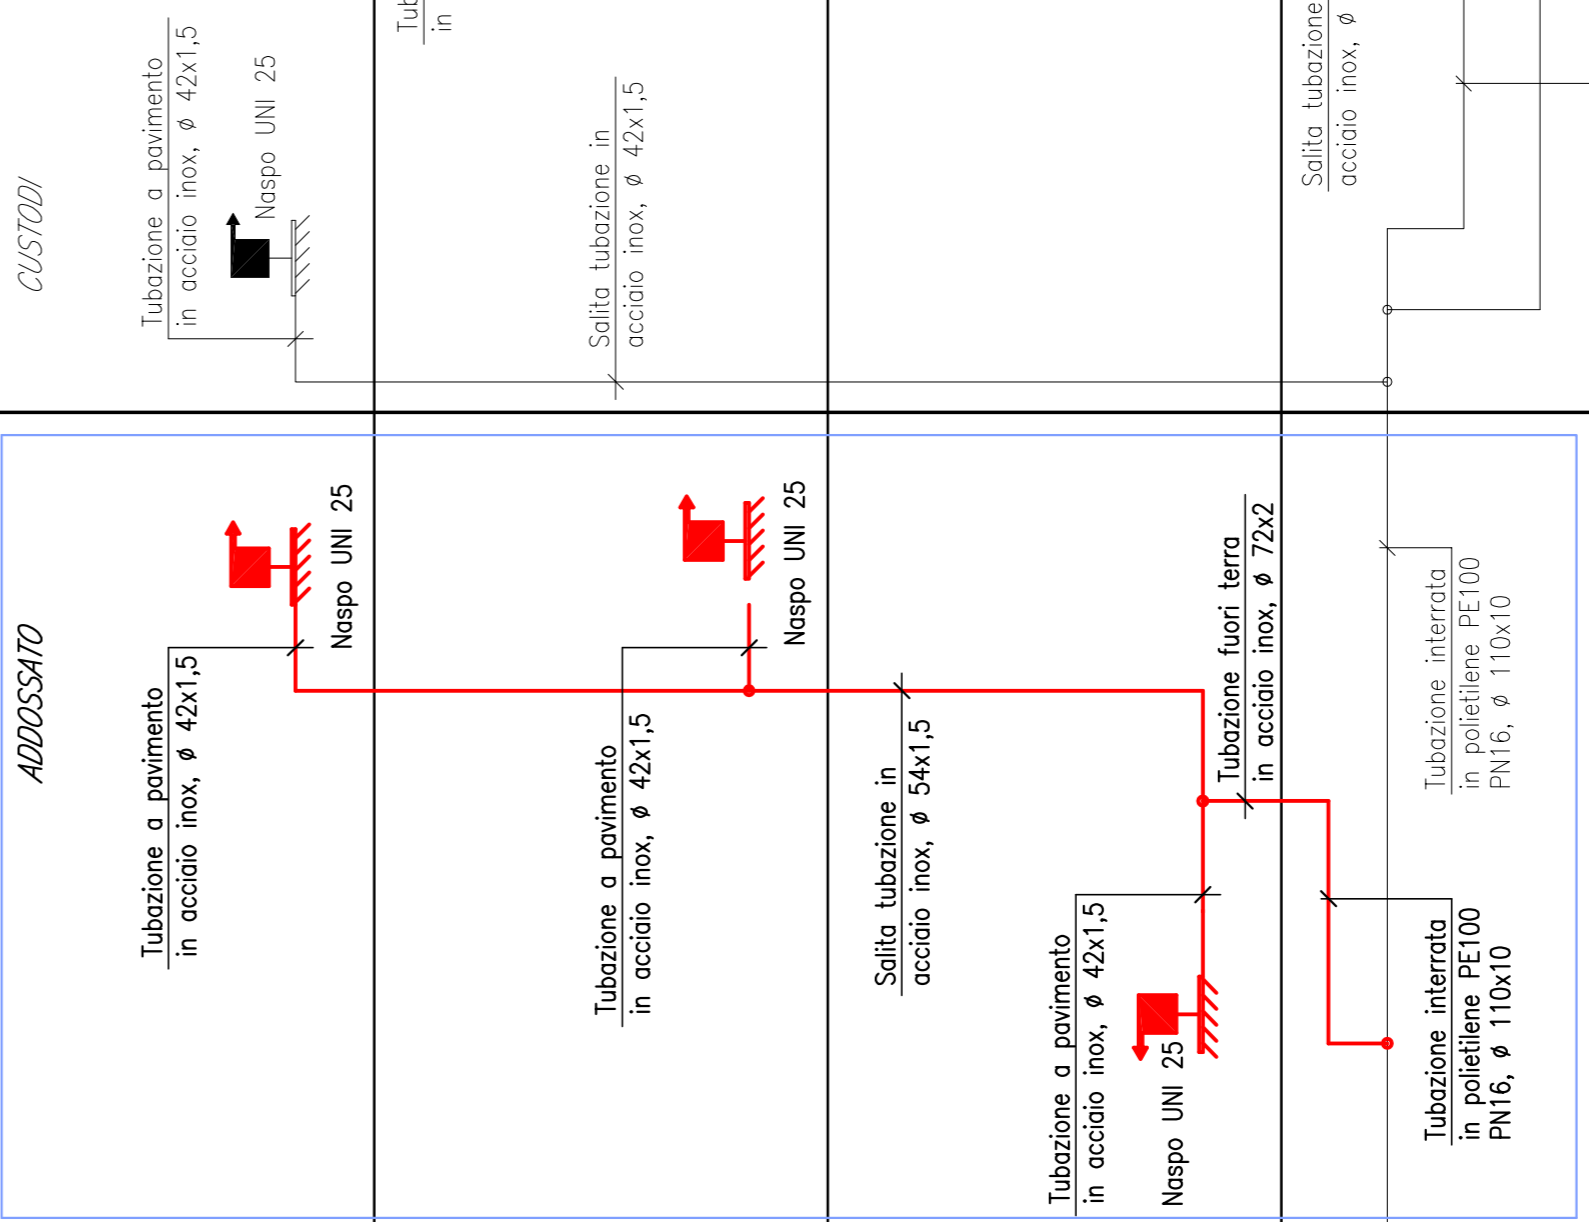 CUSTODI
Tubazione a pavimento
in acciaio inox, ø 42x1,5
Naspo UNI 25
Tub
in
Salita tubazione in
acciaio inox, ø 42x1,5
Salita tubazione
acciaio inox, ø
ADDOSSATO
Tubazione a pavimento
in acciaio inox, ø 42x1,5
Naspo UNI 25
Tubazione a pavimento
in acciaio inox, ø 42x1,5
Naspo UNI 25
Salita tubazione in
acciaio inox, ø 54x1,5
Tubazione a pavimento
in acciaio inox, ø 42x1,5
Naspo UNI 25
Tubazione fuori terra
in acciaio inox, ø 72x2
Tubazione interrata
in polietilene PE100
PN16, ø 110x10
Tubazione interrata
in polietilene PE100
PN16, ø 110x10